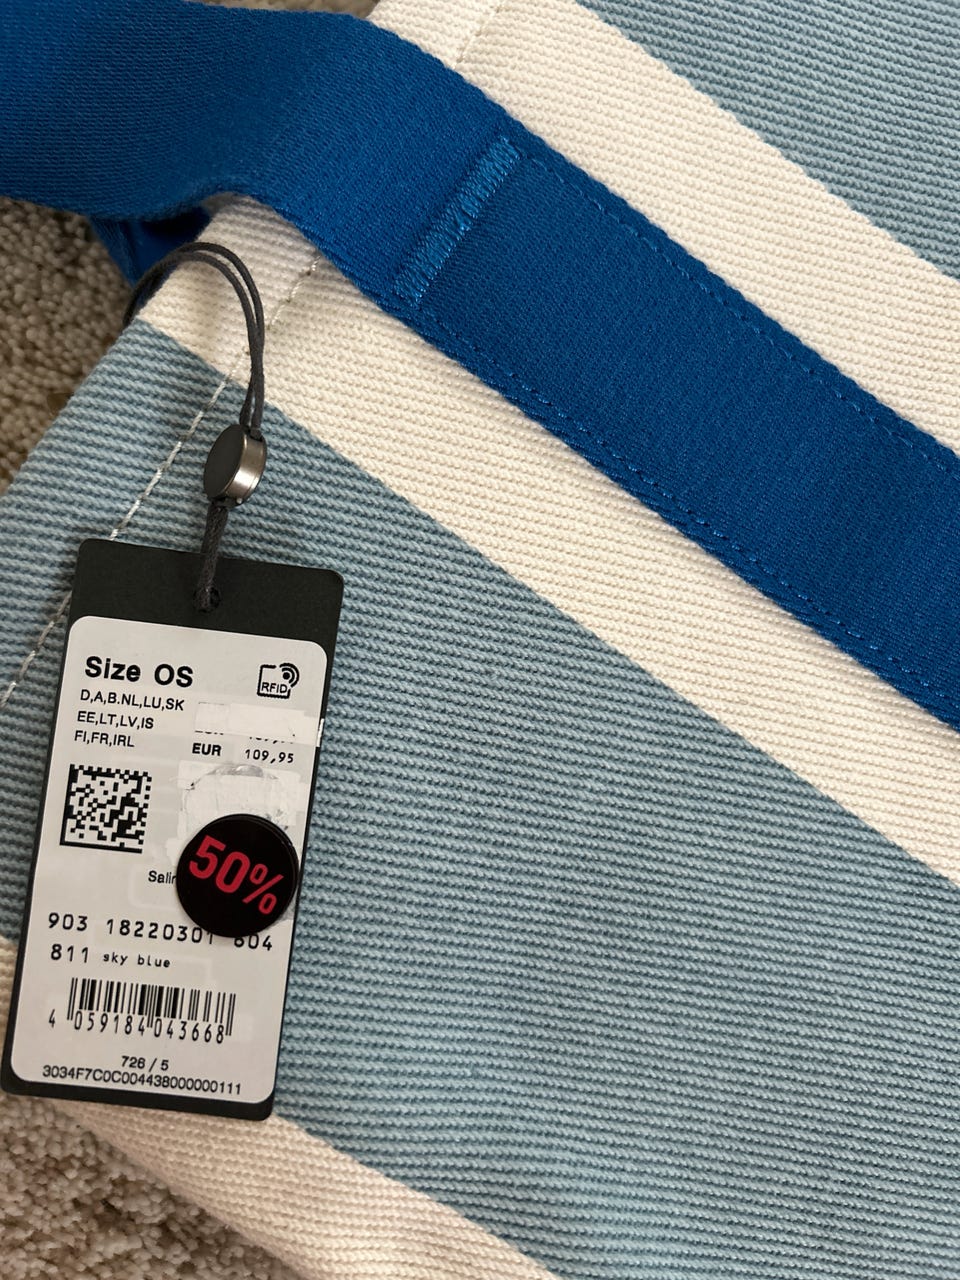 Size OS
RFID
D,A,B.NL,LU,SK
EE,LT,LV,IS
FI,FR,IRL
EUR 109,95
50%
903 18220301 604
811 sky blue
4 059184 043668
726 / 5
3034F7C0C004438000000111